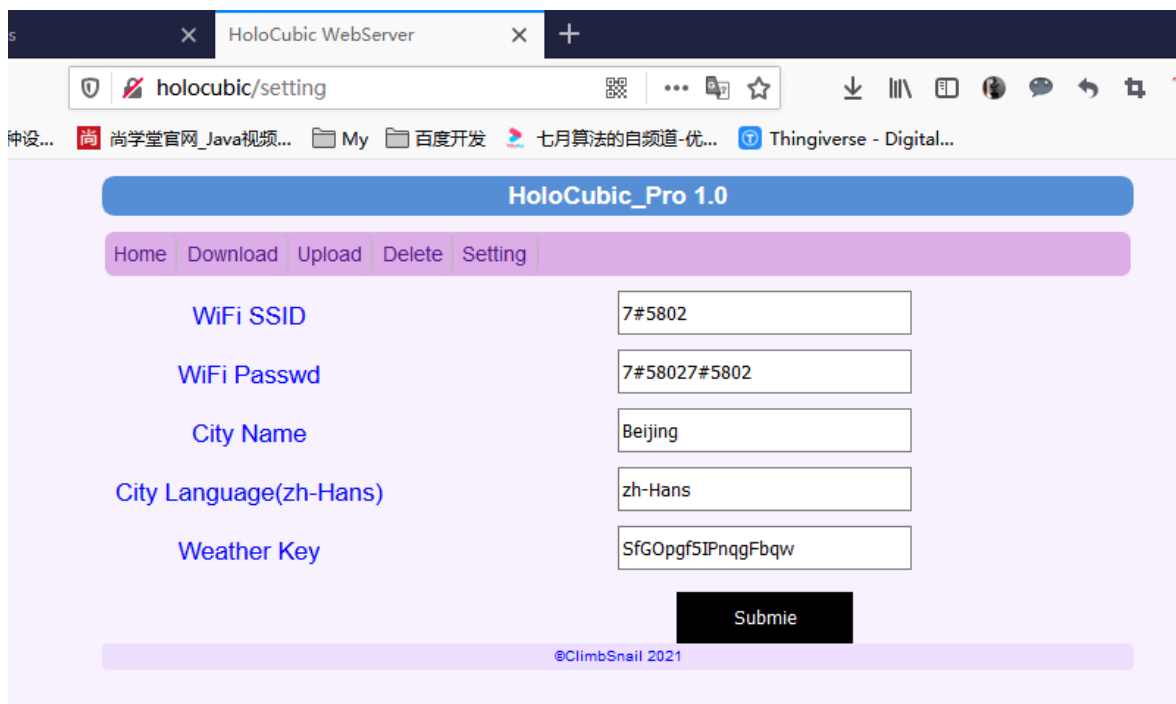 s HoloCubic WebServer
holocubic/setting
种设... 尚 尚学堂官网_Java视频... My 百度开发 七月算法的自频道-优... Thingiverse - Digital...
HoloCubic_Pro 1.0
Home Download Upload Delete Setting
WiFi SSID 7#5802
WiFi Passwd 7#58027#5802
City Name Beijing
City Language(zh-Hans) zh-Hans
Weather Key SfGOpgf5IPnqgFbqw
Submie
©ClimbSnail 2021